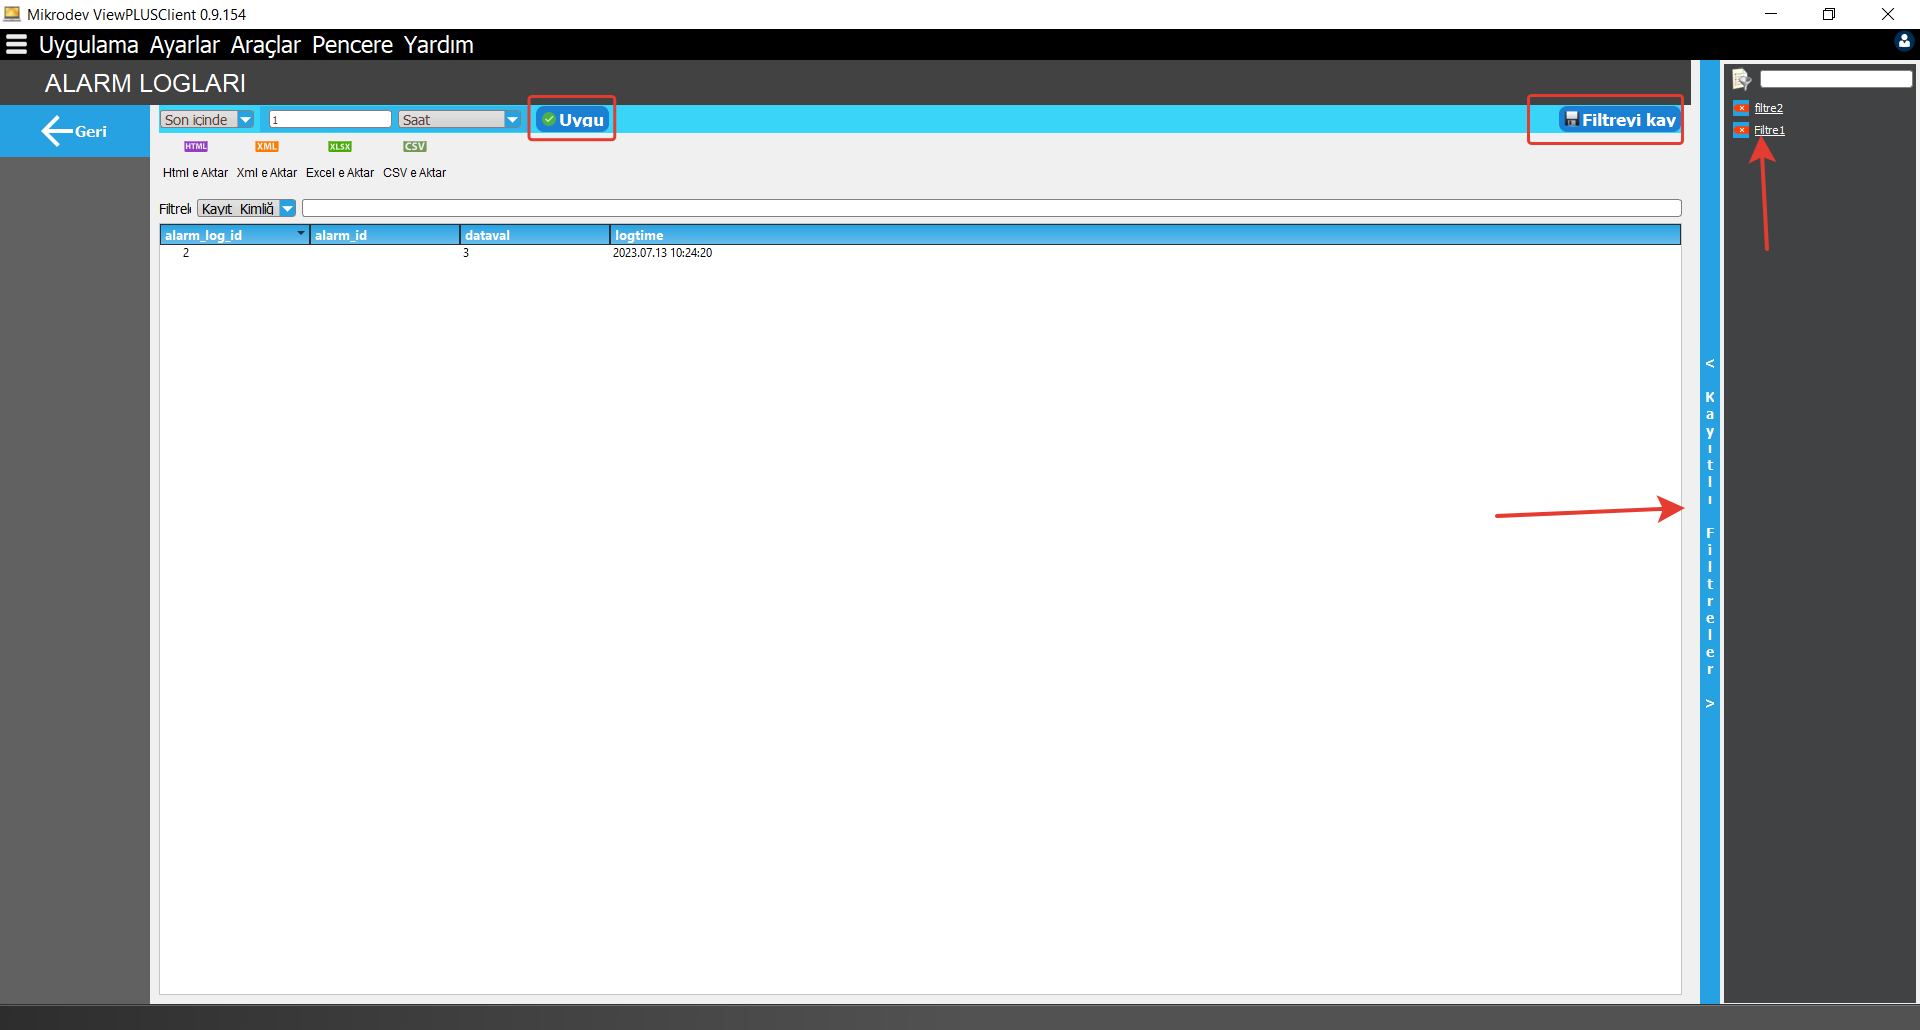 Mikrodev ViewPLUSClient 0.9.154
Uygulama Ayarlar Araçlar Pencere Yardım
ALARM LOGLARI
Geri
Son içinde 1 Saat Uygu Filtreyi kay
HTML XML XLSX CSV
Html e Aktar Xml e Aktar Excel e Aktar CSV e Aktar
Filtrele Kayıt Kimliğ
alarm_log_id alarm_id dataval logtime
2 3 2023.07.13 10:24:20
< Kayıtlı Filtreler >
filtre2
Filtre1